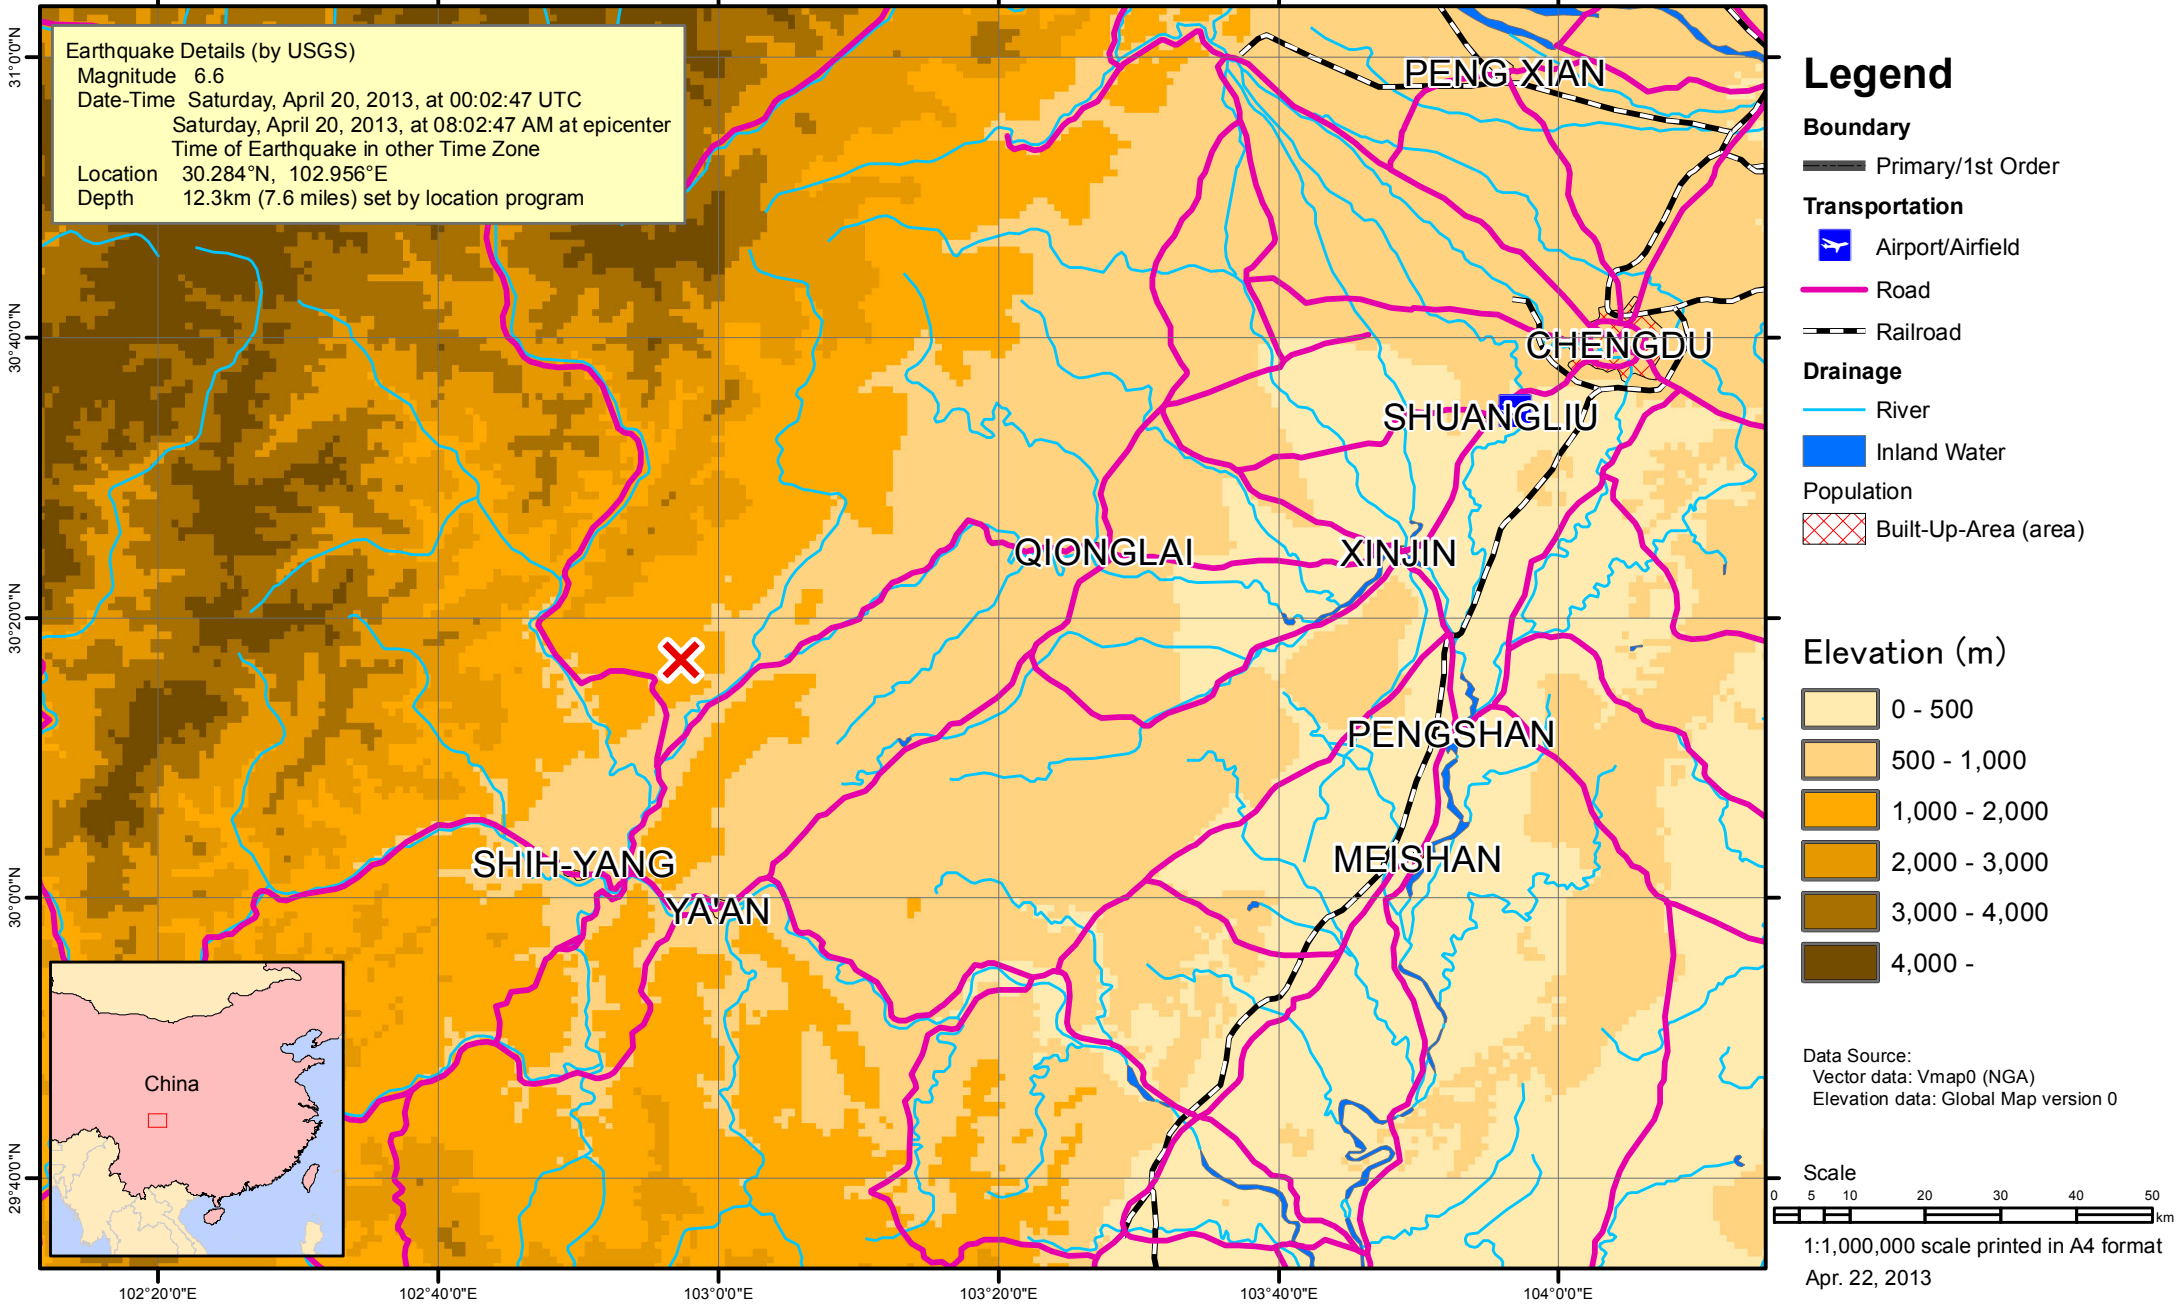 Earthquake Details (by USGS)
Magnitude 6.6
Date-Time Saturday, April 20, 2013, at 00:02:47 UTC
Saturday, April 20, 2013, at 08:02:47 AM at epicenter
Time of Earthquake in other Time Zone
Location 30.284°N, 102.956°E
Depth 12.3km (7.6 miles) set by location program
31°0'0"N
30°40'0"N
30°20'0"N
30°0'0"N
29°40'0"N
PENG XIAN
CHENGDU
SHUANGLIU
QIONGLAI
XINJIN
PENGSHAN
MEISHAN
SHIH-YANG
YA'AN
China
102°20'0"E
102°40'0"E
103°0'0"E
103°20'0"E
103°40'0"E
104°0'0"E
Legend
Boundary
Primary/1st Order
Transportation
Airport/Airfield
Road
Railroad
Drainage
River
Inland Water
Population
Built-Up-Area (area)
Elevation (m)
0 - 500
500 - 1,000
1,000 - 2,000
2,000 - 3,000
3,000 - 4,000
4,000 -
Data Source:
Vector data: Vmap0 (NGA)
Elevation data: Global Map version 0
Scale
0 5 10 20 30 40 50
km
1:1,000,000 scale printed in A4 format
Apr. 22, 2013